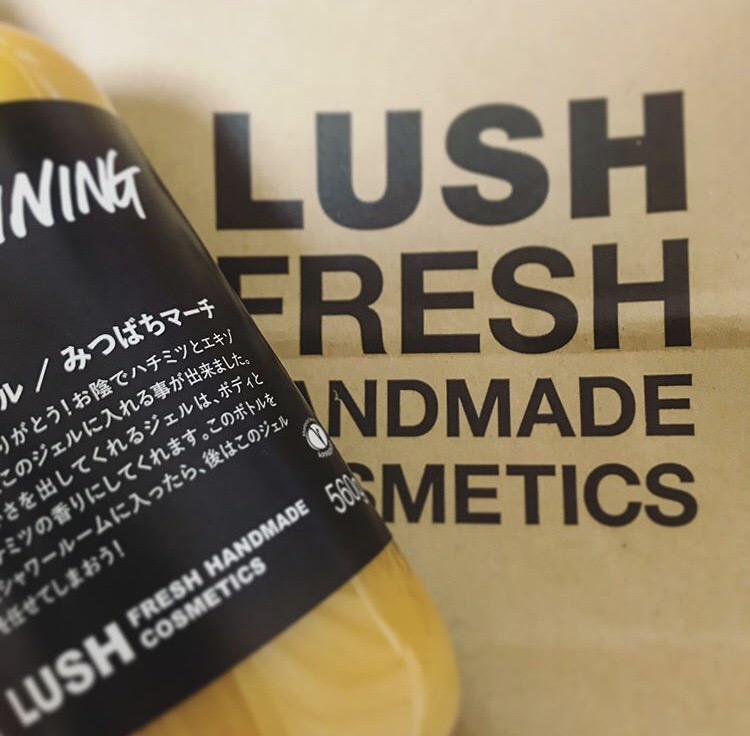 INING
ル / みつばちマーチ
りがとう！お陰でハチミツとエキゾ
このジェルに入れる事が出来ました。
さを出してくれるジェルは、ボディと
チミツの香りにしてくれます。このボトルを
シャワールームに入ったら、後はこのジェル
を任せてしまおう！
560g
LUSH FRESH HANDMADE
COSMETICS
LUSH
FRESH
ANDMADE
SMETICS